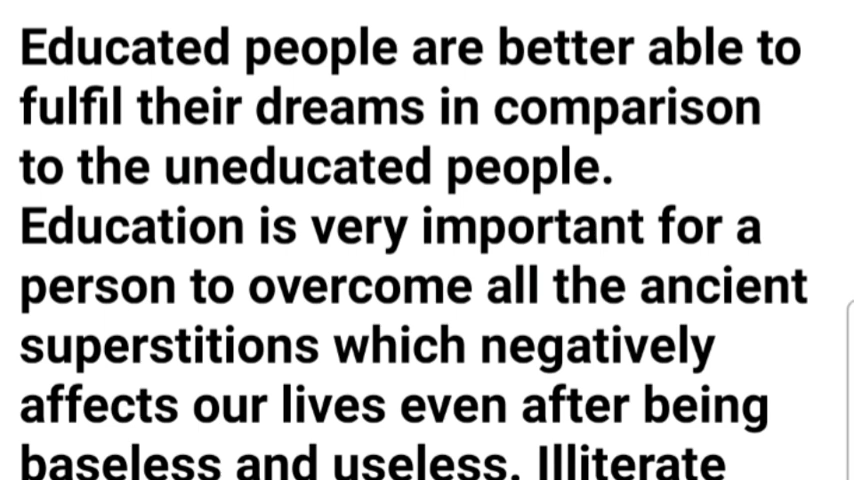 Educated people are better able to
fulfil their dreams in comparison
to the uneducated people.
Education is very important for a
person to overcome all the ancient
superstitions which negatively
affects our lives even after being
baseless and useless. Illiterate